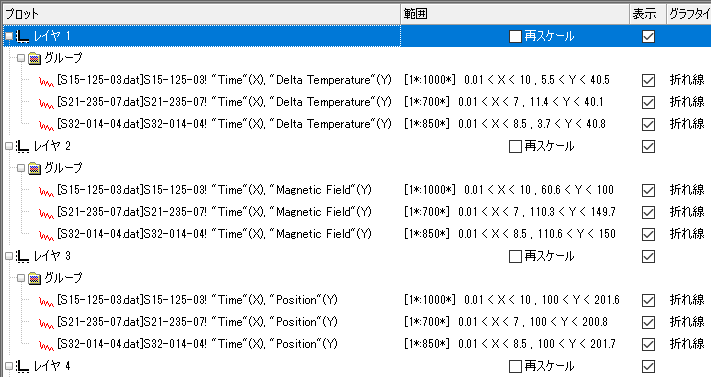 プロット 範囲 表示 グラフタイ
レイヤ 1 再スケール
グループ
[S15-125-03.dat]S15-125-03! "Time"(X), "Delta Temperature"(Y) [1*:1000*] 0.01 < X < 10 , 5.5 < Y < 40.5 折れ線
[S21-235-07.dat]S21-235-07! "Time"(X), "Delta Temperature"(Y) [1*:700*] 0.01 < X < 7 , 11.4 < Y < 40.1 折れ線
[S32-014-04.dat]S32-014-04! "Time"(X), "Delta Temperature"(Y) [1*:850*] 0.01 < X < 8.5 , 3.7 < Y < 40.8 折れ線
レイヤ 2 再スケール
グループ
[S15-125-03.dat]S15-125-03! "Time"(X), "Magnetic Field"(Y) [1*:1000*] 0.01 < X < 10 , 60.6 < Y < 100 折れ線
[S21-235-07.dat]S21-235-07! "Time"(X), "Magnetic Field"(Y) [1*:700*] 0.01 < X < 7 , 110.3 < Y < 149.7 折れ線
[S32-014-04.dat]S32-014-04! "Time"(X), "Magnetic Field"(Y) [1*:850*] 0.01 < X < 8.5 , 110.6 < Y < 150 折れ線
レイヤ 3 再スケール
グループ
[S15-125-03.dat]S15-125-03! "Time"(X), "Position"(Y) [1*:1000*] 0.01 < X < 10 , 100 < Y < 201.6 折れ線
[S21-235-07.dat]S21-235-07! "Time"(X), "Position"(Y) [1*:700*] 0.01 < X < 7 , 100 < Y < 200.8 折れ線
[S32-014-04.dat]S32-014-04! "Time"(X), "Position"(Y) [1*:850*] 0.01 < X < 8.5 , 100 < Y < 201.7 折れ線
レイヤ 4 再スケール